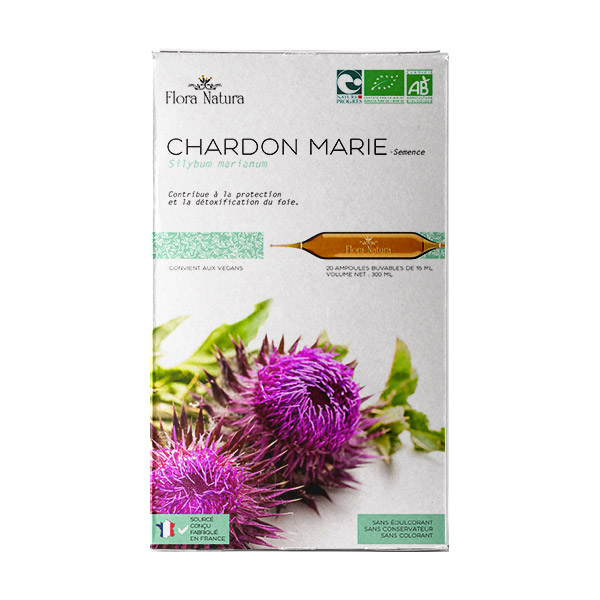 Flora Natura
NATURE & PROGRÈS
AB
CHARDON MARIE -Semence
Silybum marianum
Contribue à la protection
et la détoxification du foie.
Flora Natura
CONVIENT AUX VEGANS
20 AMPOULES BUVABLES DE 15 ML
VOLUME NET : 300 ML
SOURCÉ
CONÇU
FABRIQUÉ
EN FRANCE
SANS ÉDULCORANT
SANS CONSERVATEUR
SANS COLORANT